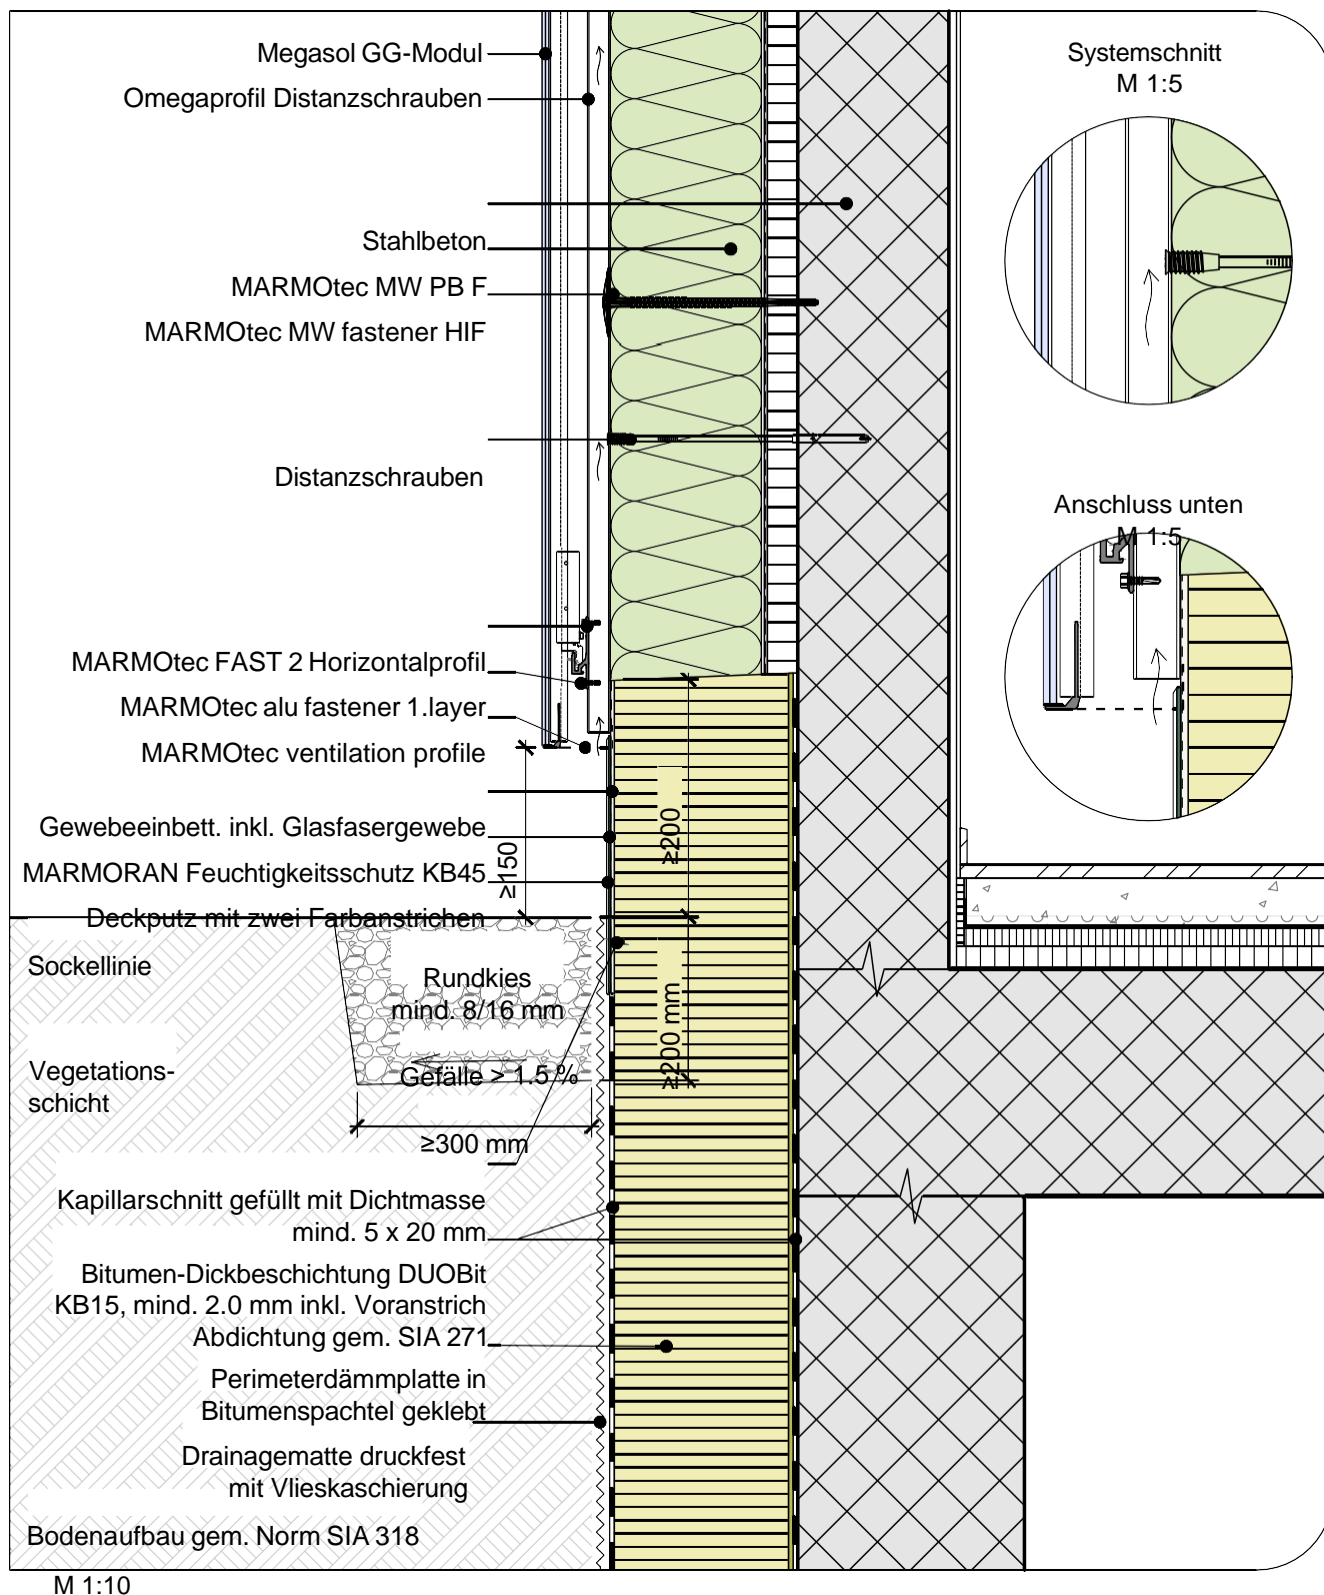 Megasol GG-Modul
Omegaprofil Distanzschrauben
Stahlbeton
MARMOtec MW PB F
MARMOtec MW fastener HIF
Distanzschrauben
MARMOtec FAST 2 Horizontalprofil
MARMOtec alu fastener 1.layer
MARMOtec ventilation profile
Gewebeeinbett. inkl. Glasfasergewebe
MARMORAN Feuchtigkeitsschutz KB45
Deckputz mit zwei Farbanstrichen
Sockellinie
Vegetations-
schicht
Rundkies
mind. 8/16 mm
Gefälle > 1.5 %
≥300 mm
≥150
≥200
≥200 mm
Kapillarschnitt gefüllt mit Dichtmasse
mind. 5 x 20 mm
Bitumen-Dickbeschichtung DUOBit
KB15, mind. 2.0 mm inkl. Voranstrich
Abdichtung gem. SIA 271
Perimeterdämmplatte in
Bitumenspachtel geklebt
Drainagematte druckfest
mit Vlieskaschierung
Bodenaufbau gem. Norm SIA 318
M 1:10
Systemschnitt
M 1:5
Anschluss unten
M 1:5